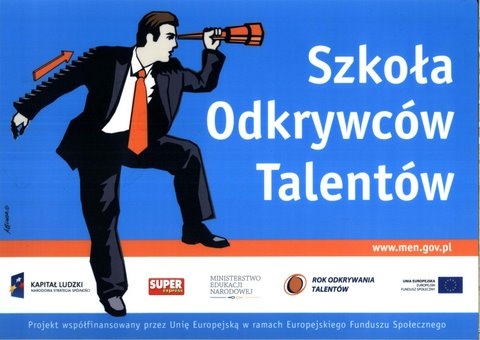 Szkoła
Odkrywców
Talentów
www.men.gov.pl
KAPITAŁ LUDZKI
NARODOWA STRATEGIA SPÓJNOŚCI
SUPER
express
MINISTERSTWO
EDUKACJI
NARODOWEJ
ROK ODKRYWANIA
TALENTÓW
UNIA EUROPEJSKA
EUROPEJSKI
FUNDUSZ SPOŁECZNY
Projekt współfinansowany przez Unię Europejską w ramach Europejskiego Funduszu Społecznego